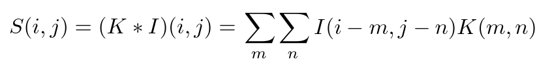 S(i, j) = (K ∗ I)(i, j) = ∑_m ∑_n I(i − m, j − n)K(m, n)